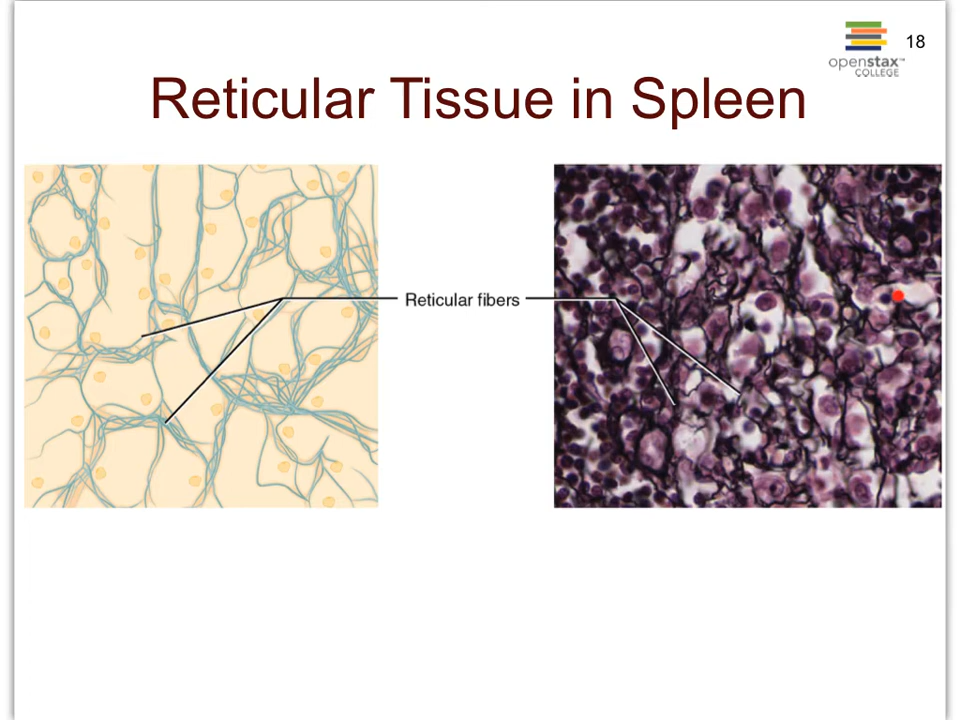 18
openstax™
COLLEGE
Reticular Tissue in Spleen
Reticular fibers